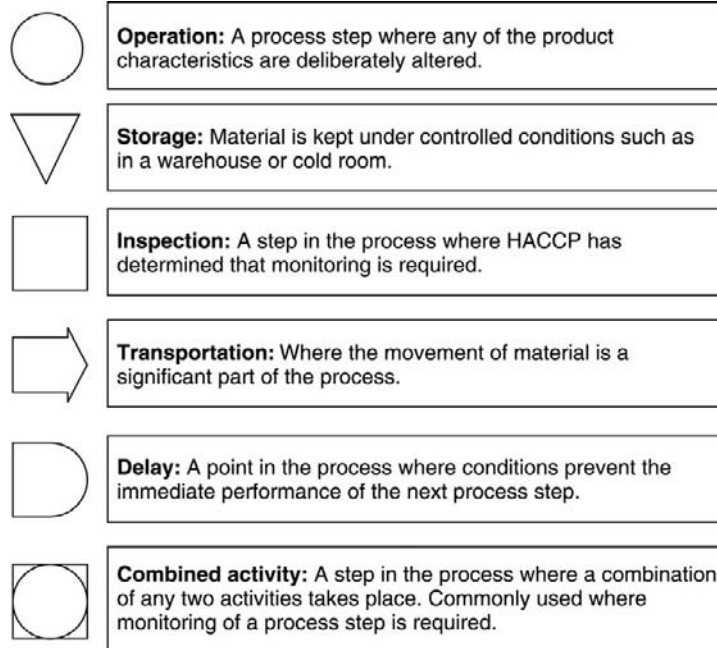 Operation: A process step where any of the product
characteristics are deliberately altered.
Storage: Material is kept under controlled conditions such as
in a warehouse or cold room.
Inspection: A step in the process where HACCP has
determined that monitoring is required.
Transportation: Where the movement of material is a
significant part of the process.
Delay: A point in the process where conditions prevent the
immediate performance of the next process step.
Combined activity: A step in the process where a combination
of any two activities takes place. Commonly used where
monitoring of a process step is required.